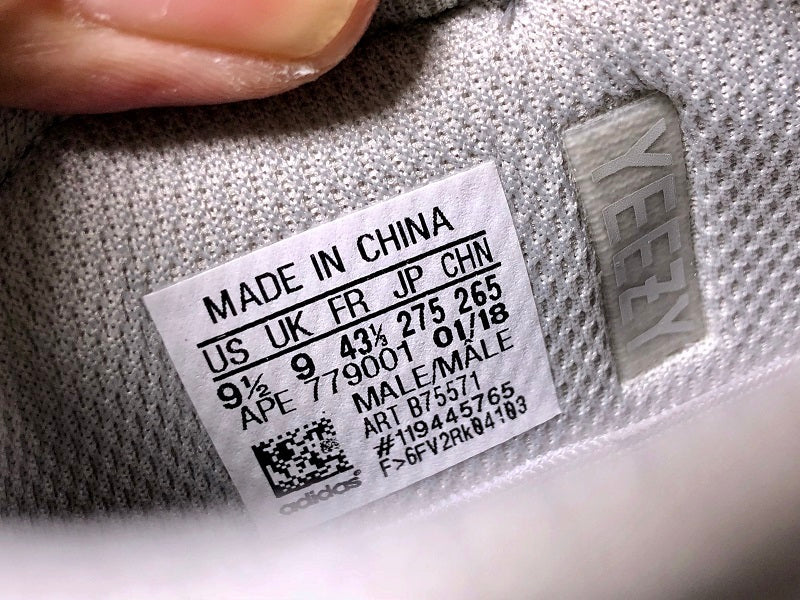 MADE IN CHINA
US UK FR JP CHN
9½ 9 43⅓ 275 265
APE 779001 01/18
MALE/MÂLE
ART B75571
#119445765
F>6FV2Rk04103
adidas
YEEZY